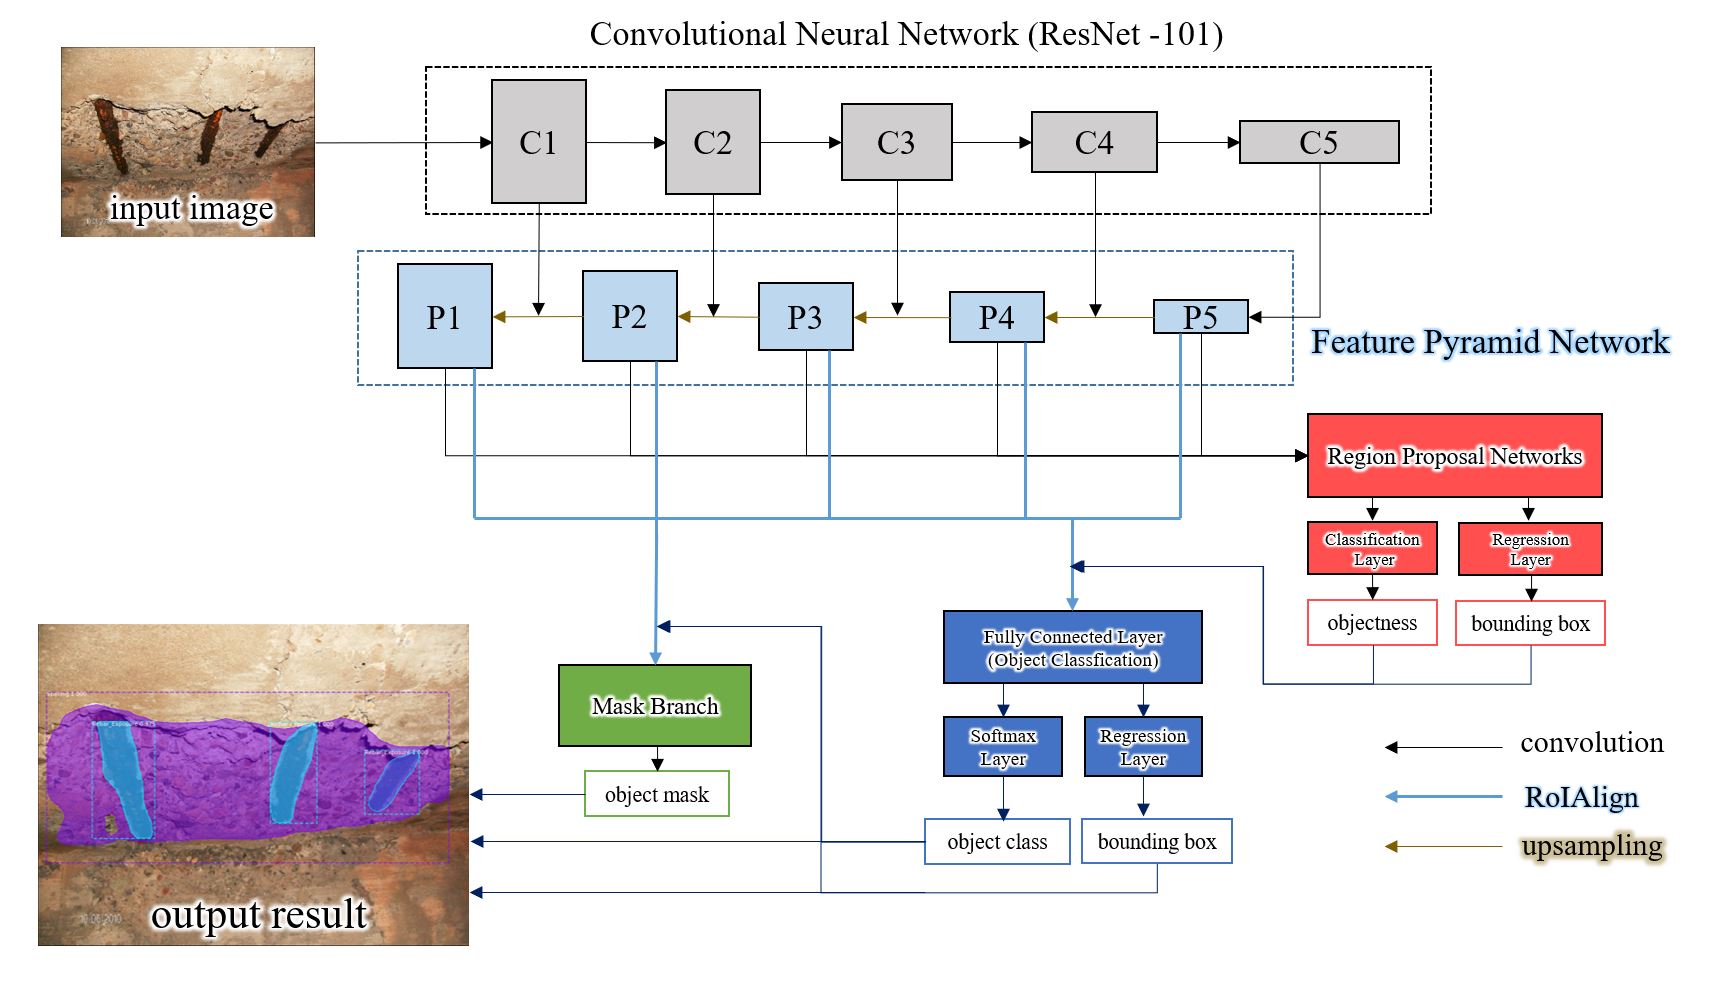 Convolutional Neural Network (ResNet -101)
input image
C1
C2
C3
C4
C5
P1
P2
P3
P4
P5
Feature Pyramid Network
Region Proposal Networks
Classification
Layer
Regression
Layer
objectness
bounding box
Fully Connected Layer
(Object Classfication)
Mask Branch
Softmax
Layer
Regression
Layer
object mask
object class
bounding box
convolution
RoIAlign
upsampling
output result